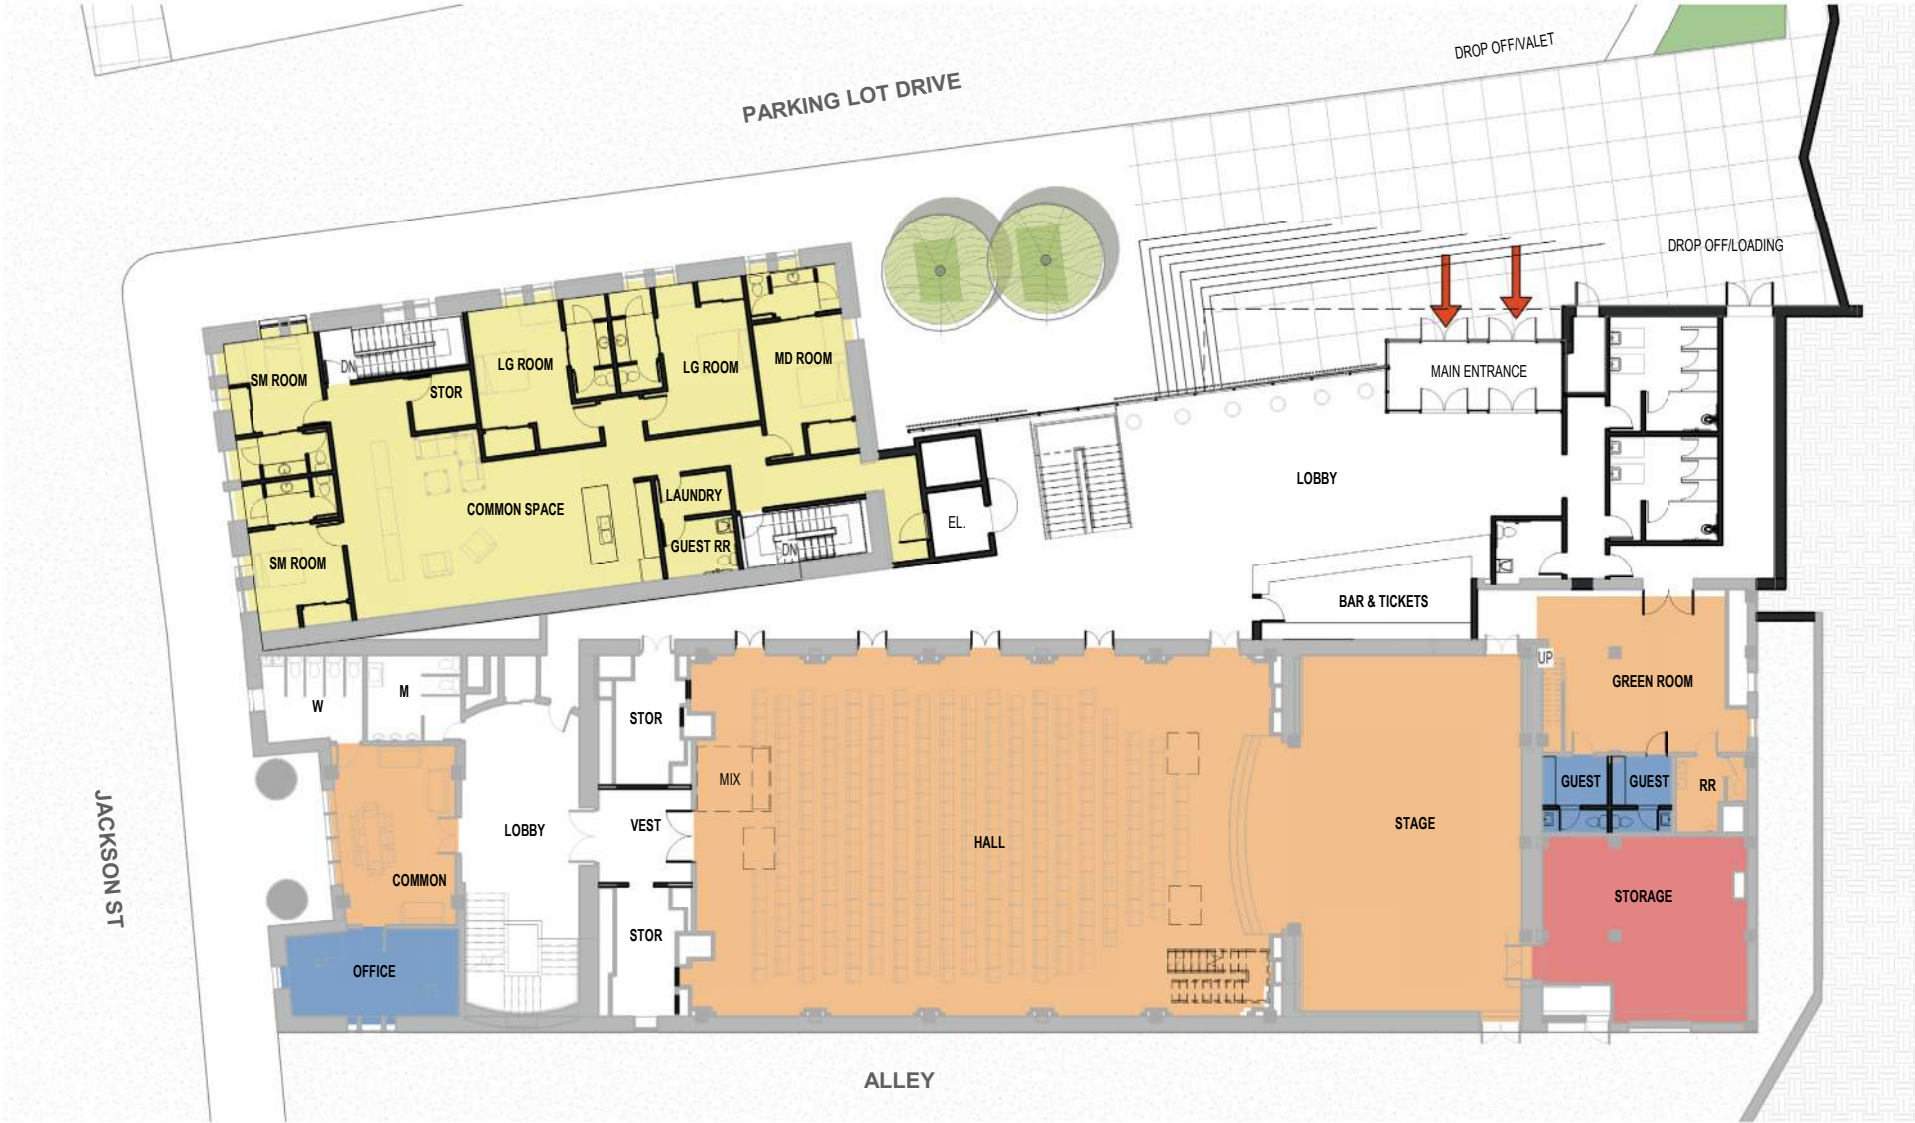 DROP OFF/VALET
PARKING LOT DRIVE
DROP OFF/LOADING
MAIN ENTRANCE
SM ROOM
DN
STOR
LG ROOM
LG ROOM
MD ROOM
LOBBY
COMMON SPACE
LAUNDRY
GUEST RR
DN
EL.
SM ROOM
BAR & TICKETS
UP
GREEN ROOM
W
M
STOR
MIX
GUEST
GUEST
RR
JACKSON ST
LOBBY
VEST
HALL
STAGE
COMMON
STORAGE
STOR
OFFICE
ALLEY